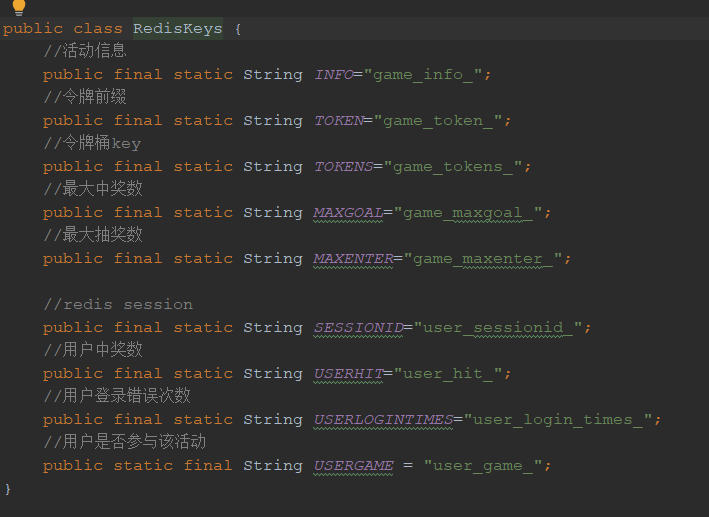 public class RedisKeys {
//活动信息
public final static String INFO="game_info_";
//令牌前缀
public final static String TOKEN="game_token_";
//令牌桶key
public final static String TOKENS="game_tokens_";
//最大中奖数
public final static String MAXGOAL="game_maxgoal_";
//最大抽奖数
public final static String MAXENTER="game_maxenter_";
//redis session
public final static String SESSIONID="user_sessionid_";
//用户中奖数
public final static String USERHIT="user_hit_";
//用户登录错误次数
public final static String USERLOGINTIMES="user_login_times_";
//用户是否参与该活动
public static final String USERGAME = "user_game_";
}